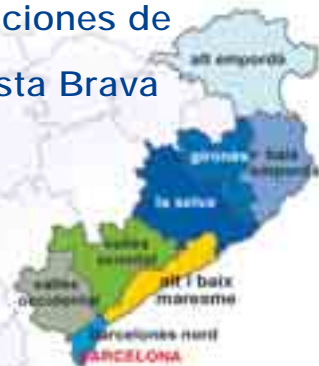 ciones de
sta Brava
alt empordà
gironès
baix
empordà
la selva
vallès
oriental
alt i baix
maresme
vallès
occidental
barcelonès nord
BARCELONA